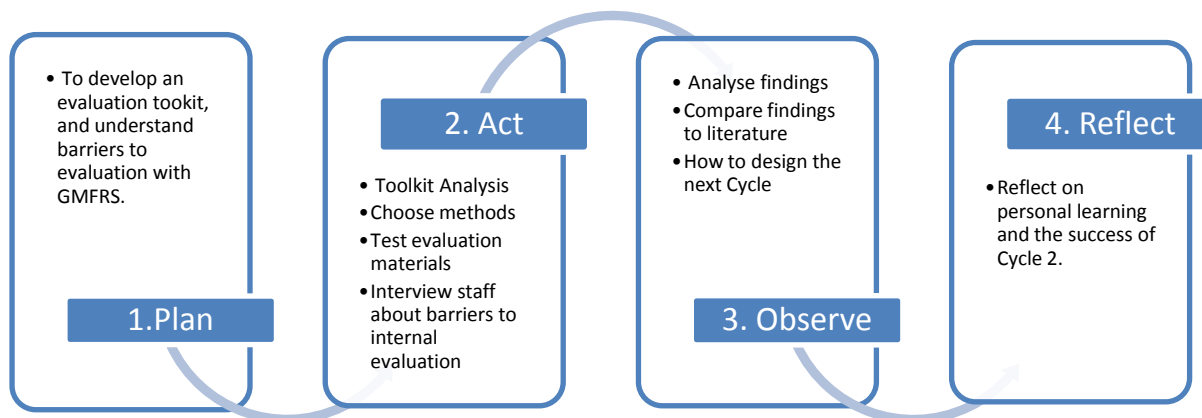 • To develop an
evaluation tookit,
and understand
barriers to
evaluation with
GMFRS.
1.Plan
2. Act
• Toolkit Analysis
•Choose methods
•Test evaluation
materials
•Interview staff
about barriers to
internal
evaluation
• Analyse findings
•Compare findings
to literature
•How to design the
next Cycle
3. Observe
4. Reflect
•Reflect on
personal learning
and the success of
Cycle 2.